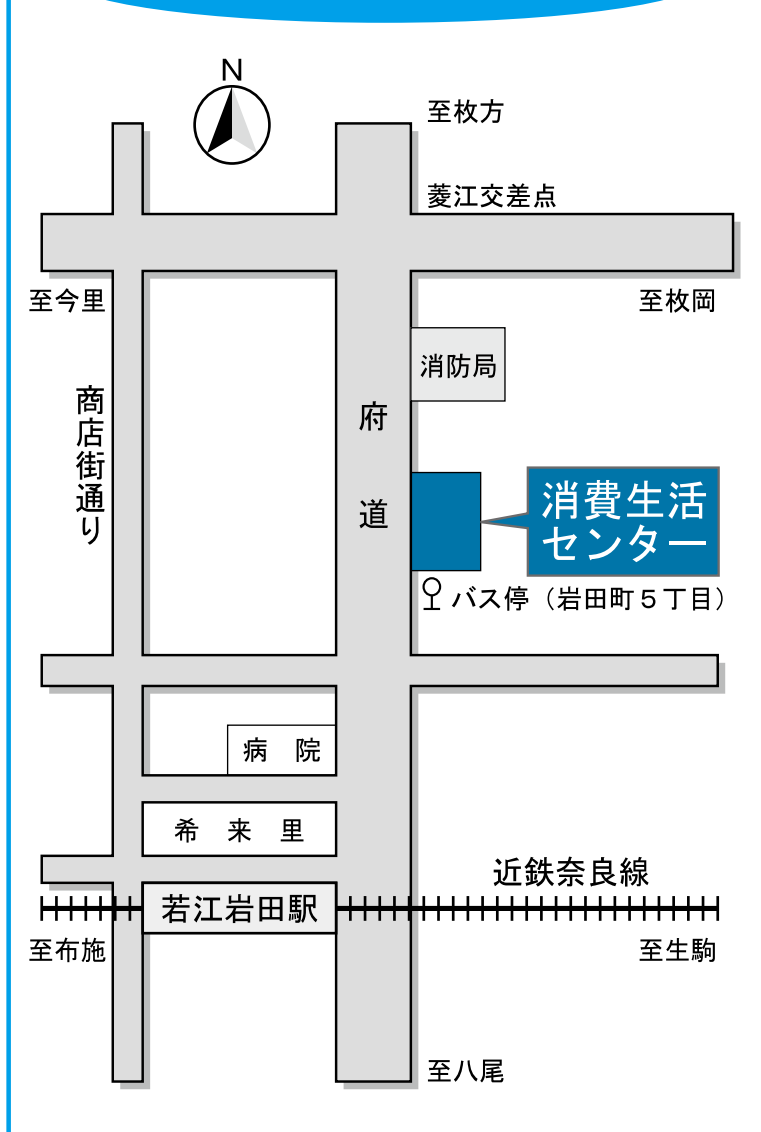 N
至枚方
菱江交差点
至今里
至枚岡
消防局
商店街通り
府道
消費生活
センター
バス停（岩田町５丁目）
病　院
希　来　里
近鉄奈良線
若江岩田駅
至布施
至生駒
至八尾